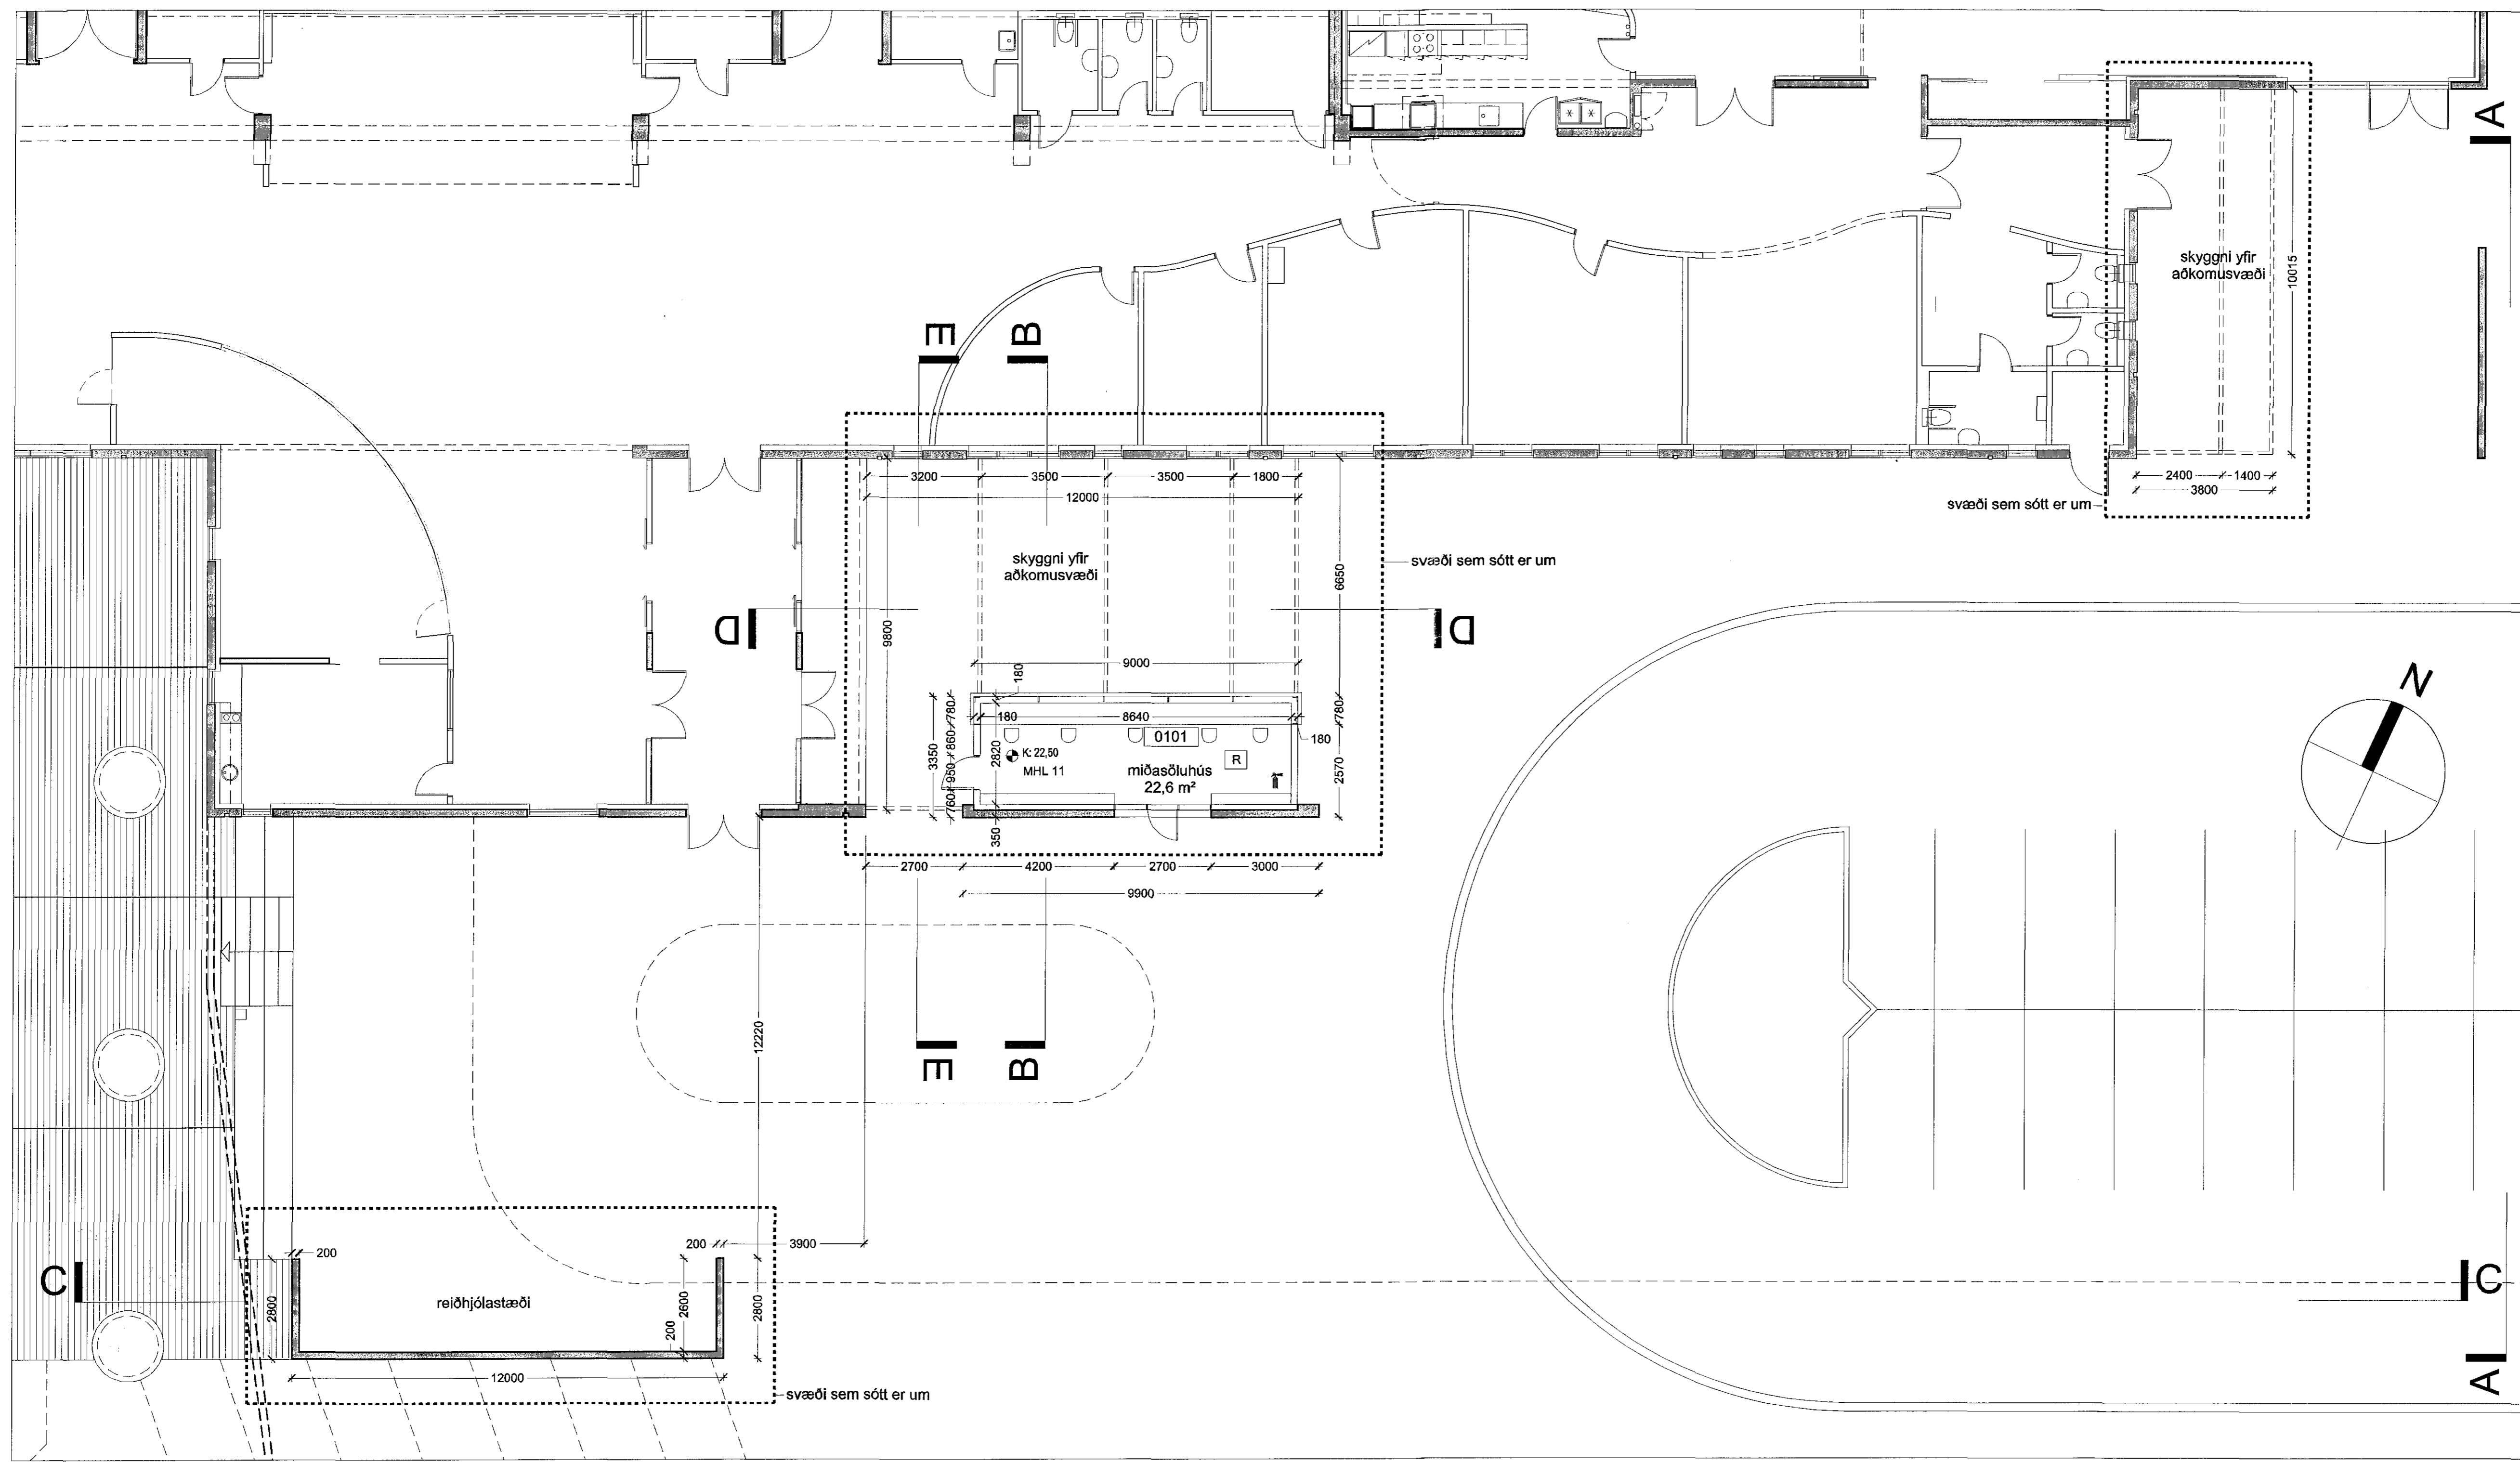 A
skyggni yfir
aðkomusvæði
10015
E
B
3200
3500
3500
1800
12000
2400
1400
3800
svæði sem sótt er um
skyggni yfir
aðkomusvæði
svæði sem sótt er um
6650
9800
D
D
9000
180
N
780
180
8640
780
0101
180
3350
860
2820
K: 22,50
R
950
MHL 11
miðasöluhús
22,6 m²
2570
760
350
2700
4200
2700
3000
9900
12220
E
B
200
200
3900
C
C
2800
reiðhjólastæði
2600
2800
200
12000
svæði sem sótt er um
A